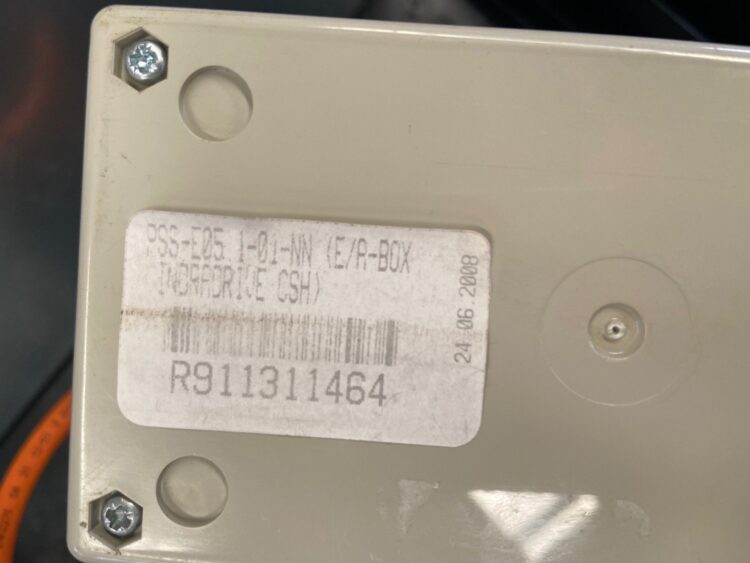 PSS-E05.1-01-NN (E/A-BOX
INDRADRIVE CSH)
R911311464
24.06.2008